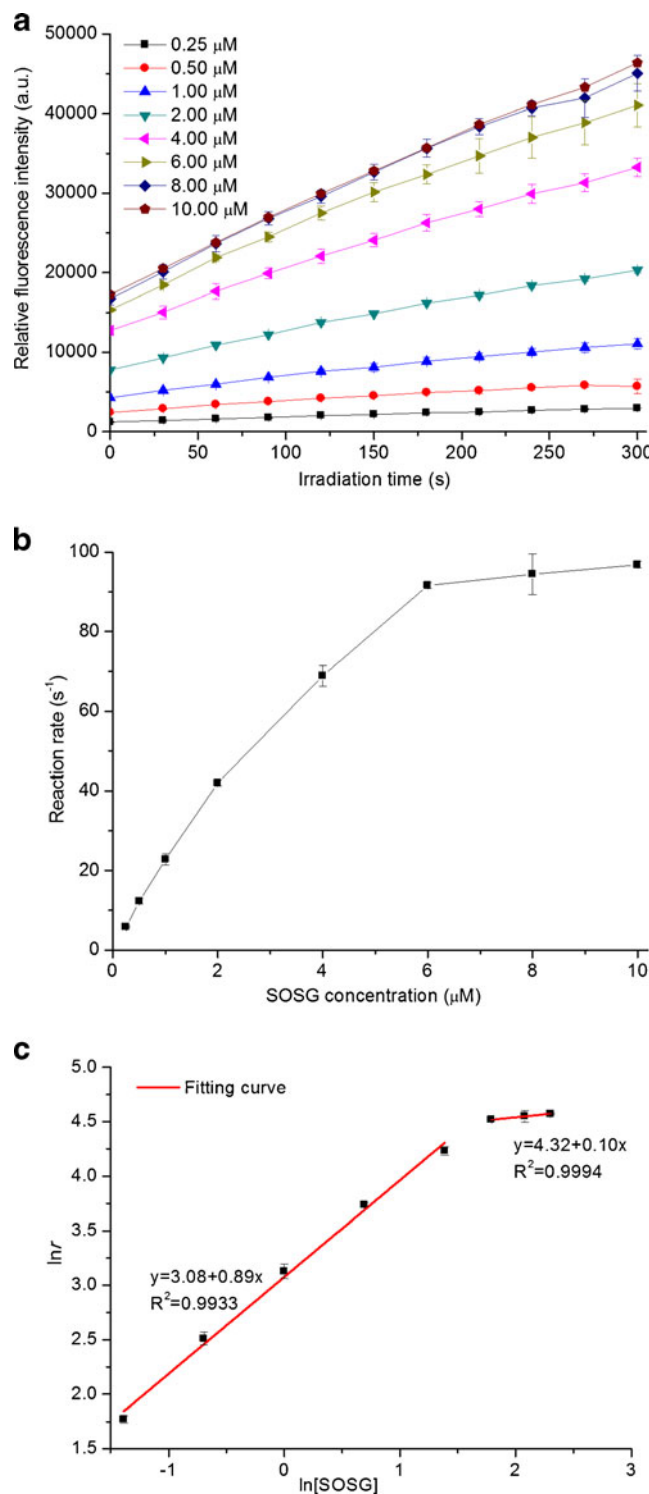 a
Relative fluorescence intensity (a.u.)
50000
40000
30000
20000
10000
0
0.25 μM
0.50 μM
1.00 μM
2.00 μM
4.00 μM
6.00 μM
8.00 μM
10.00 μM
0 50 100 150 200 250 300
Irradiation time (s)
b
Reaction rate (s⁻¹)
100
80
60
40
20
0
0 2 4 6 8 10
SOSG concentration (μM)
c
lnr
5.0
4.5
4.0
3.5
3.0
2.5
2.0
1.5
Fitting curve
y=4.32+0.10x
R²=0.9994
y=3.08+0.89x
R²=0.9933
-1 0 1 2 3
ln[SOSG]